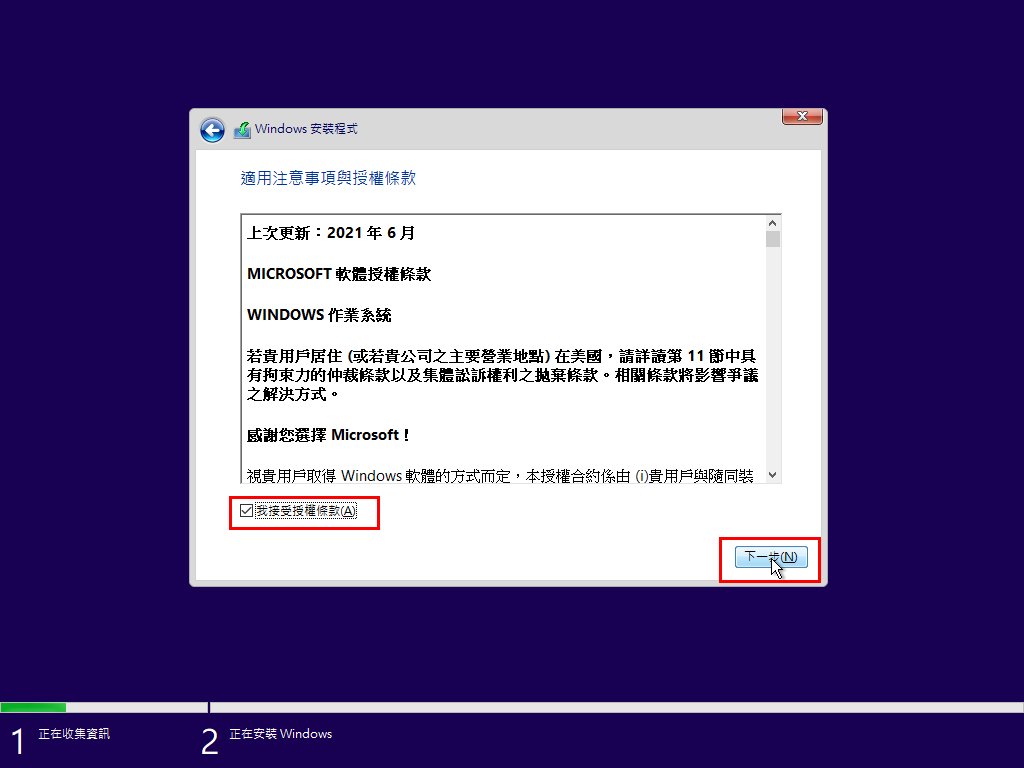 Windows 安裝程式
適用注意事項與授權條款
上次更新：2021 年 6 月
MICROSOFT 軟體授權條款
WINDOWS 作業系統
若貴用戶居住 (或若貴公司之主要營業地點) 在美國，請詳讀第 11 節中具
有拘束力的仲裁條款以及集體訟訴權利之拋棄條款。相關條款將影響爭議
之解決方式。
感謝您選擇 Microsoft！
視貴用戶取得 Windows 軟體的方式而定，本授權合約係由 (i)貴用戶與隨同裝
我接受授權條款(A)
下一步(N)
1 正在收集資訊
2 正在安裝 Windows